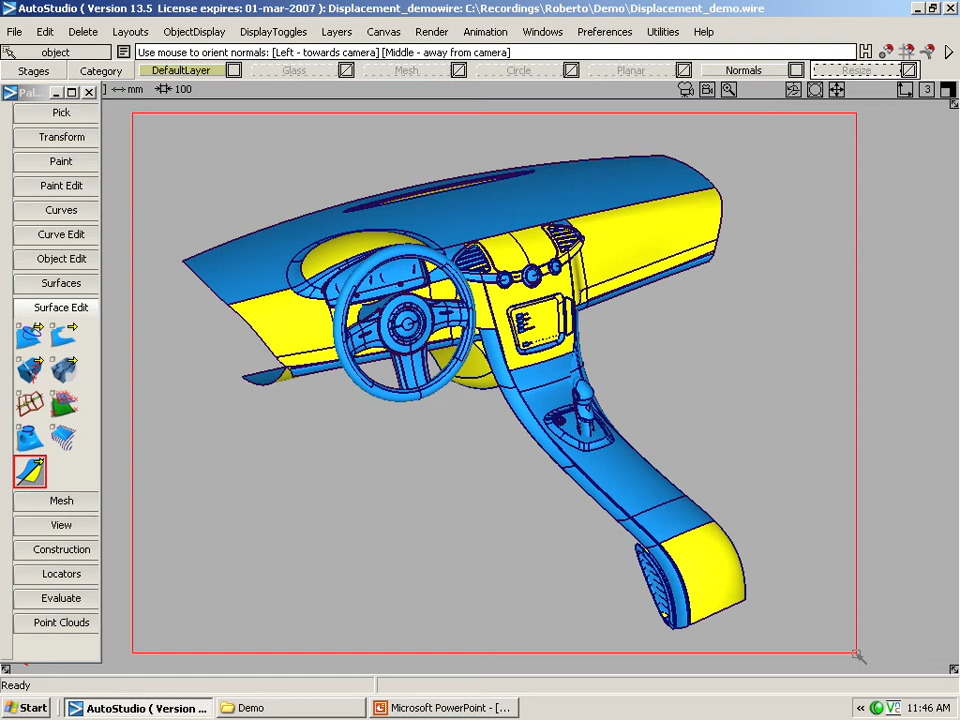 AutoStudio ( Version 13.5 License expires: 01-mar-2007 ): Displacement_demowire: C:\Recordings\Roberto\Demo\Displacement_demo.wire
File Edit Delete Layouts ObjectDisplay DisplayToggles Layers Canvas Render Animation Windows Preferences Utilities Help
object Use mouse to orient normals: [Left - towards camera] [Middle - away from camera]
Stages Category DefaultLayer Glass Mesh Circle Planar Normals Resize
Pal... mm 100 3
Pick
Transform
Paint
Paint Edit
Curves
Curve Edit
Object Edit
Surfaces
Surface Edit
Mesh
View
Construction
Locators
Evaluate
Point Clouds
Ready
Start AutoStudio ( Version ... Demo Microsoft PowerPoint - [... 11:46 AM